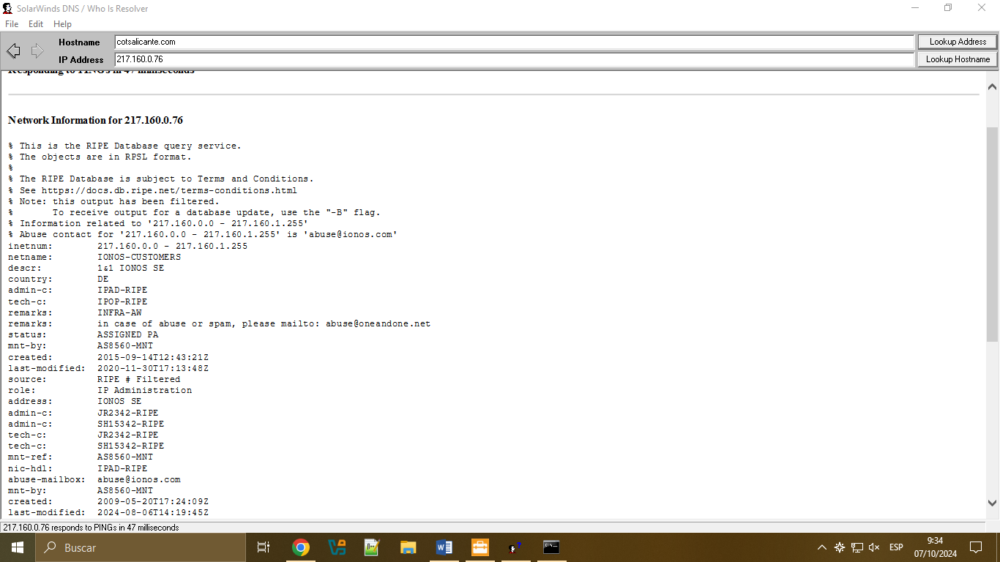 SolarWinds DNS / Who Is Resolver
File Edit Help
Hostname cotsalicante.com Lookup Address
IP Address 217.160.0.76 Lookup Hostname
Responding to PINGs in 47 milliseconds
Network Information for 217.160.0.76
% This is the RIPE Database query service.
% The objects are in RPSL format.
%
% The RIPE Database is subject to Terms and Conditions.
% See https://docs.db.ripe.net/terms-conditions.html
% Note: this output has been filtered.
%       To receive output for a database update, use the "-B" flag.
% Information related to '217.160.0.0 - 217.160.1.255'
% Abuse contact for '217.160.0.0 - 217.160.1.255' is 'abuse@ionos.com'
inetnum:        217.160.0.0 - 217.160.1.255
netname:        IONOS-CUSTOMERS
descr:          1&1 IONOS SE
country:        DE
admin-c:        IPAD-RIPE
tech-c:         IPOP-RIPE
remarks:        INFRA-AW
remarks:        in case of abuse or spam, please mailto: abuse@oneandone.net
status:         ASSIGNED PA
mnt-by:         AS8560-MNT
created:        2015-09-14T12:43:21Z
last-modified:  2020-11-30T17:13:48Z
source:         RIPE # Filtered
role:           IP Administration
address:        IONOS SE
admin-c:        JR2342-RIPE
admin-c:        SH15342-RIPE
tech-c:         JR2342-RIPE
tech-c:         SH15342-RIPE
mnt-ref:        AS8560-MNT
nic-hdl:        IPAD-RIPE
abuse-mailbox:  abuse@ionos.com
mnt-by:         AS8560-MNT
created:        2009-05-20T17:24:09Z
last-modified:  2024-08-06T14:19:45Z
217.160.0.76 responds to PINGs in 47 milliseconds
Buscar
ESP
9:34
07/10/2024